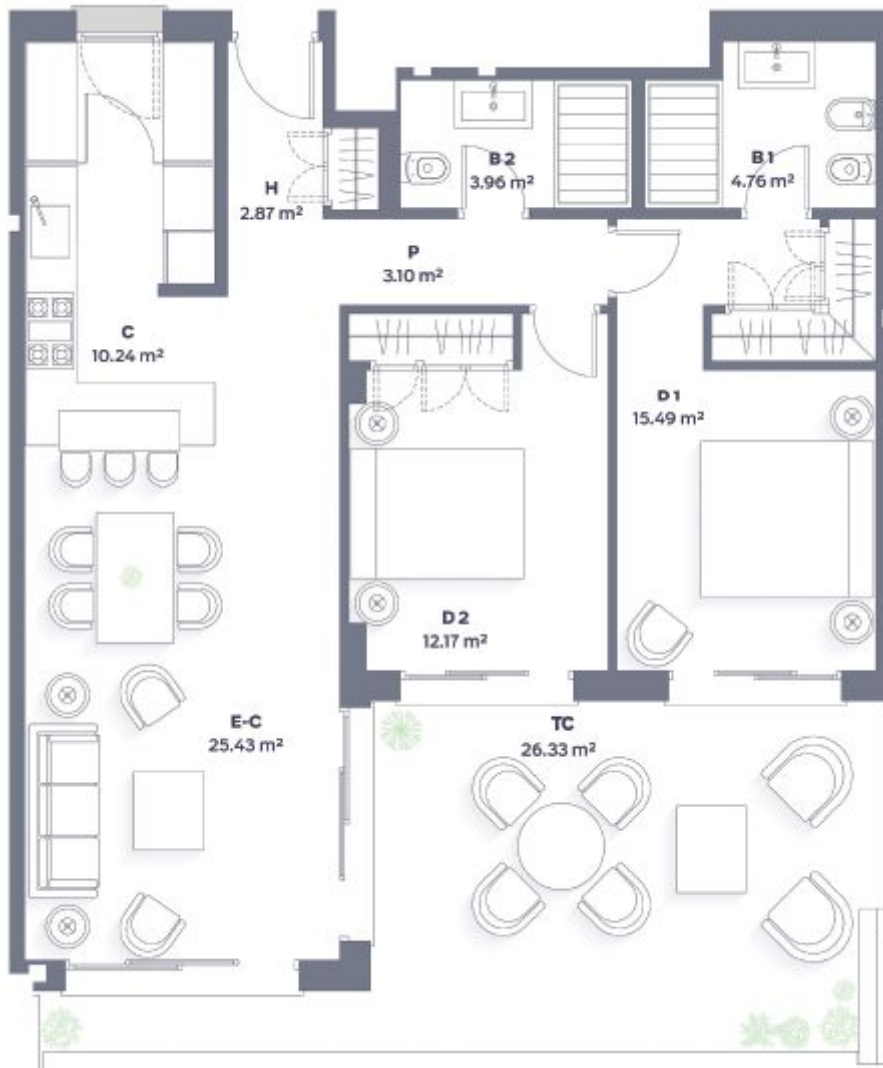 B 2
3.96 m²
B 1
4.76 m²
H
2.87 m²
P
3.10 m²
C
10.24 m²
D 1
15.49 m²
D 2
12.17 m²
E-C
25.43 m²
TC
26.33 m²